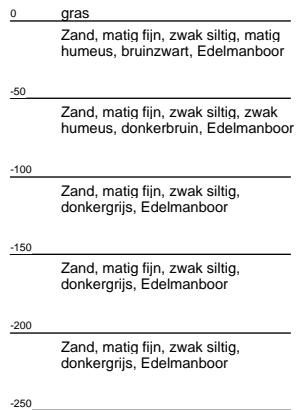 0 gras
Zand, matig fijn, zwak siltig, matig
humeus, bruinzwart, Edelmanboor
-50
Zand, matig fijn, zwak siltig, zwak
humeus, donkerbruin, Edelmanboor
-100
Zand, matig fijn, zwak siltig,
donkergrijs, Edelmanboor
-150
Zand, matig fijn, zwak siltig,
donkergrijs, Edelmanboor
-200
Zand, matig fijn, zwak siltig,
donkergrijs, Edelmanboor
-250